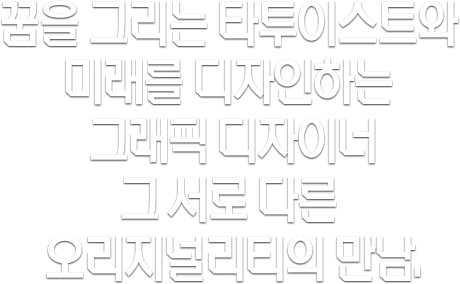 꿈을 그리는 타투이스트와
미래를 디자인하는
그래픽 디자이너
그 서로 다른
오리지널리티의 만남.